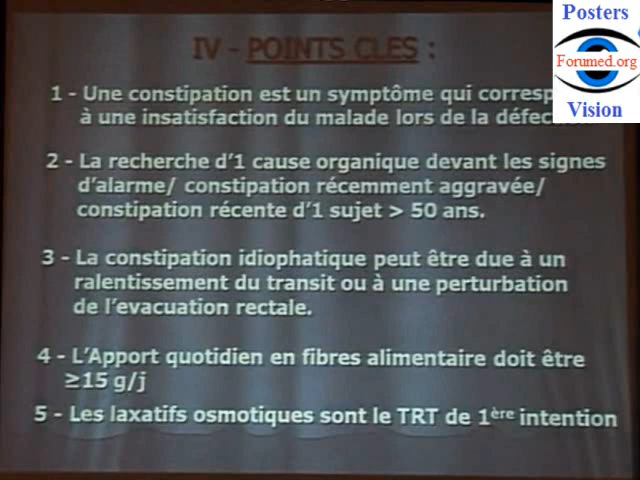 Posters
Forumed.org
Vision
IV - POINTS CLES :
1 - Une constipation est un symptôme qui corresp
à une insatisfaction du malade lors de la défec
2 - La recherche d'1 cause organique devant les signes
d'alarme/ constipation récemment aggravée/
constipation récente d'1 sujet > 50 ans.
3 - La constipation idiophatique peut être due à un
ralentissement du transit ou à une perturbation
de l'evacuation rectale.
4 - L'Apport quotidien en fibres alimentaire doit être
≥15 g/j
5 - Les laxatifs osmotiques sont le TRT de 1ère intention